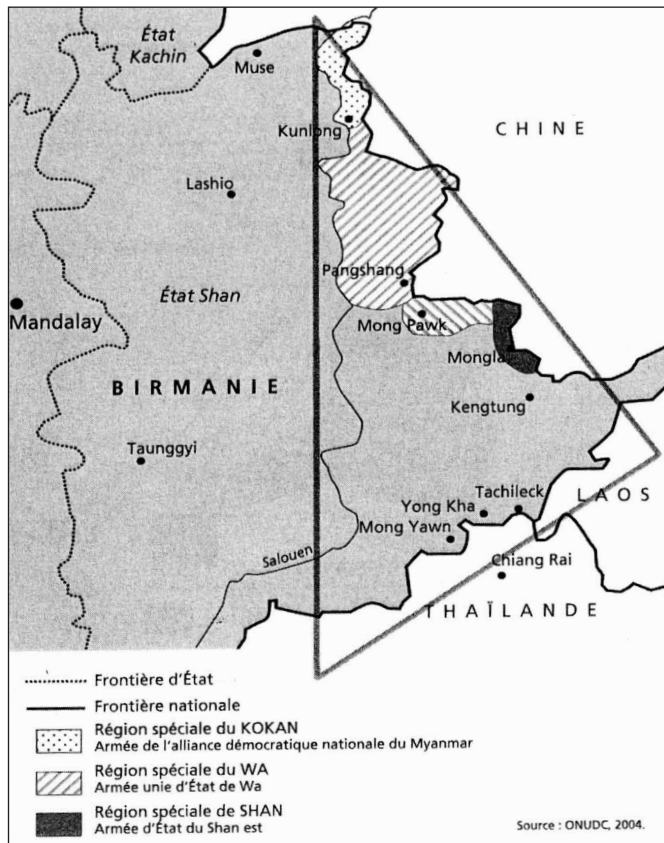 État
Kachin
Muse
CHINE
Kunlong
Lashio
Pangshang
État Shan
Mandalay
Mong Pawk
Mongla
BIRMANIE
Kengtung
Taunggyi
Tachileck
LAOS
Yong Kha
Mong Yawn
Salouen
Chiang Rai
THAÏLANDE
Frontière d'État
Frontière nationale
Région spéciale du KOKAN
Armée de l'alliance démocratique nationale du Myanmar
Région spéciale du WA
Armée unie d'État de Wa
Région spéciale de SHAN
Armée d'État du Shan est
Source : ONUDC, 2004.